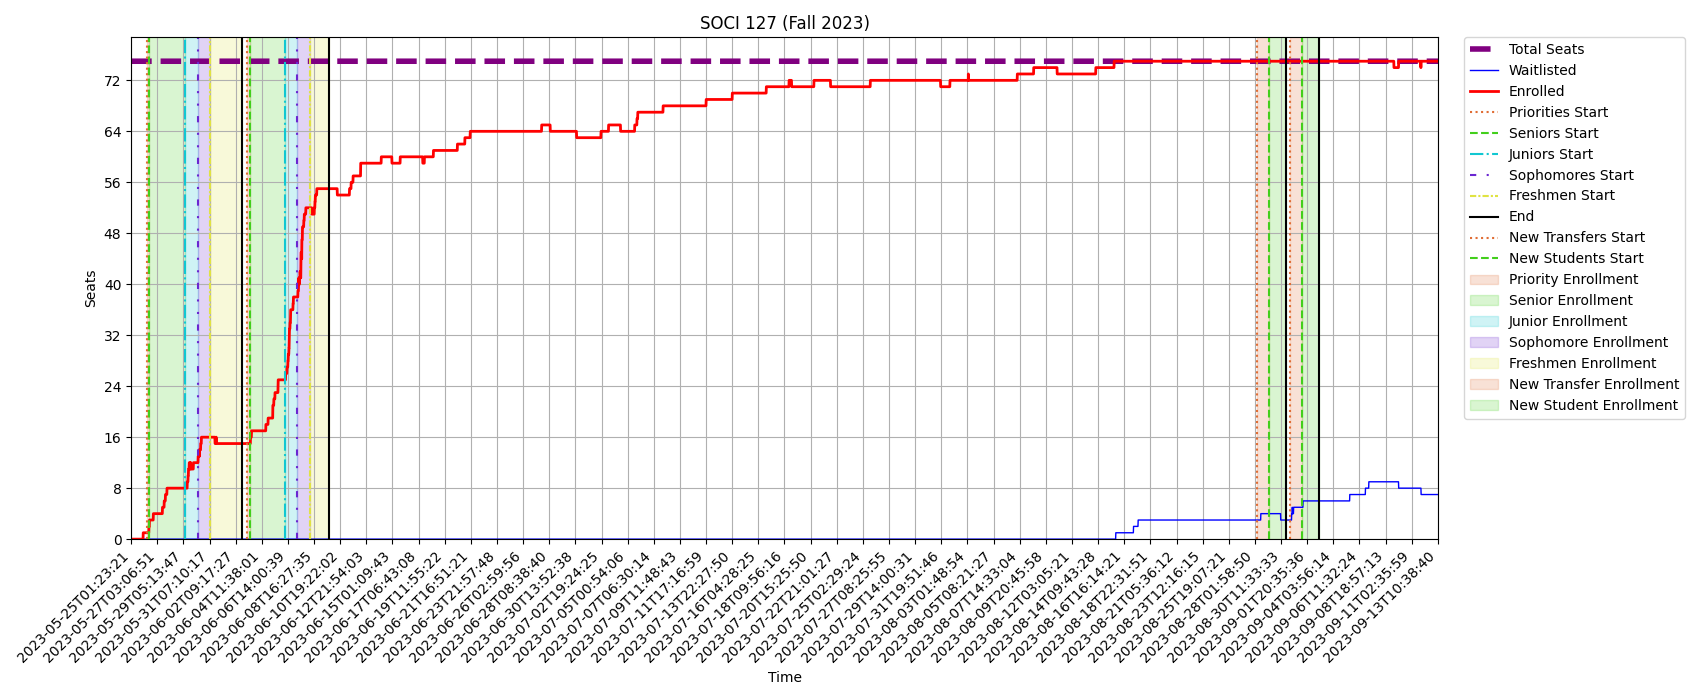 SOCI 127 (Fall 2023)
Seats
72
64
56
48
40
32
24
16
8
0
2023-05-25T01:23:21
2023-05-27T03:06:51
2023-05-29T05:13:47
2023-05-31T07:10:17
2023-06-02T09:17:27
2023-06-04T11:38:01
2023-06-06T14:00:39
2023-06-08T16:27:35
2023-06-10T19:22:02
2023-06-12T21:54:03
2023-06-15T01:09:43
2023-06-17T06:43:08
2023-06-19T11:55:22
2023-06-21T16:51:21
2023-06-23T21:57:48
2023-06-26T02:59:56
2023-06-28T08:38:40
2023-06-30T13:52:38
2023-07-02T19:24:25
2023-07-05T00:54:06
2023-07-07T06:30:14
2023-07-09T11:48:43
2023-07-11T17:16:59
2023-07-13T22:27:50
2023-07-16T04:28:25
2023-07-18T09:56:16
2023-07-20T15:25:50
2023-07-22T21:01:27
2023-07-25T02:29:24
2023-07-27T08:25:55
2023-07-29T14:00:31
2023-07-31T19:51:46
2023-08-03T01:48:54
2023-08-05T08:21:27
2023-08-07T14:33:04
2023-08-09T20:45:58
2023-08-12T03:05:21
2023-08-14T09:43:28
2023-08-16T16:14:21
2023-08-18T22:31:51
2023-08-21T05:36:12
2023-08-23T12:16:15
2023-08-25T19:07:21
2023-08-28T01:58:50
2023-08-30T11:33:33
2023-09-01T20:35:36
2023-09-04T03:56:14
2023-09-06T11:32:24
2023-09-08T18:57:13
2023-09-11T02:35:59
2023-09-13T10:38:40
Time
Total Seats
Waitlisted
Enrolled
Priorities Start
Seniors Start
Juniors Start
Sophomores Start
Freshmen Start
End
New Transfers Start
New Students Start
Priority Enrollment
Senior Enrollment
Junior Enrollment
Sophomore Enrollment
Freshmen Enrollment
New Transfer Enrollment
New Student Enrollment